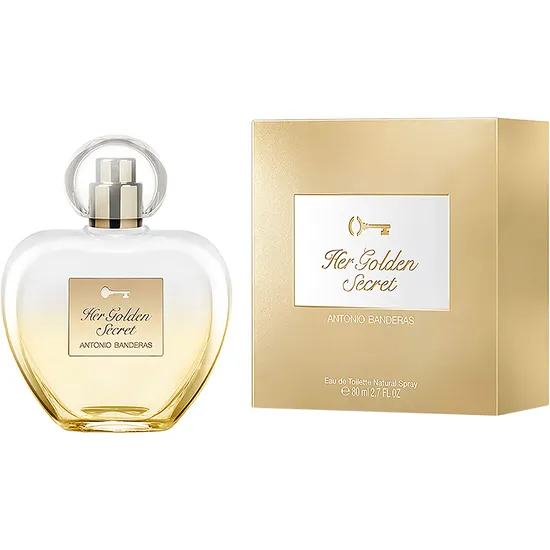 Her Golden
Secret
ANTONIO BANDERAS
Her Golden
Secret
ANTONIO BANDERAS
Eau de Toilette Natural Spray
℮ 80 ml 2,7 FL OZ